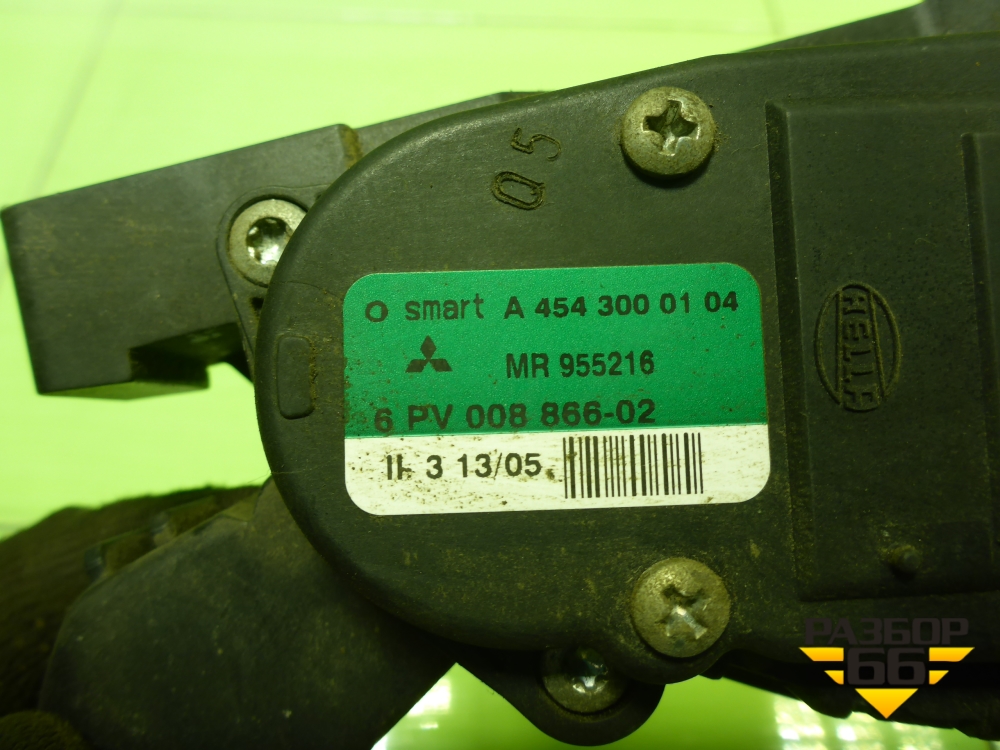 Q5
smart A 454 300 01 04
MR 955216
6 PV 008 866-02
II- 3 13/05
HELLA
РАЗБОР
66